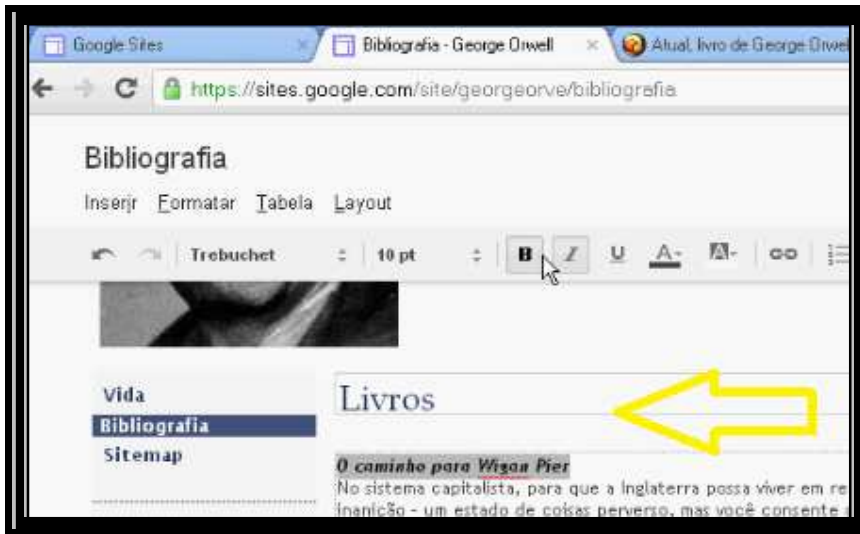 Google Sites
Bibliografia - George Orwell
Atual, livro de George Orwel
https://sites.google.com/site/georgeorve/bibliografia
Bibliografia
Inserir Formatar Tabela Layout
Trebuchet 10 pt B I U A A
Vida
Bibliografia
Sitemap
Livros
O caminho para Wigan Pier
No sistema capitalista, para que a Inglaterra possa viver em re
inanição - um estado de coisas perverso, mas você consente